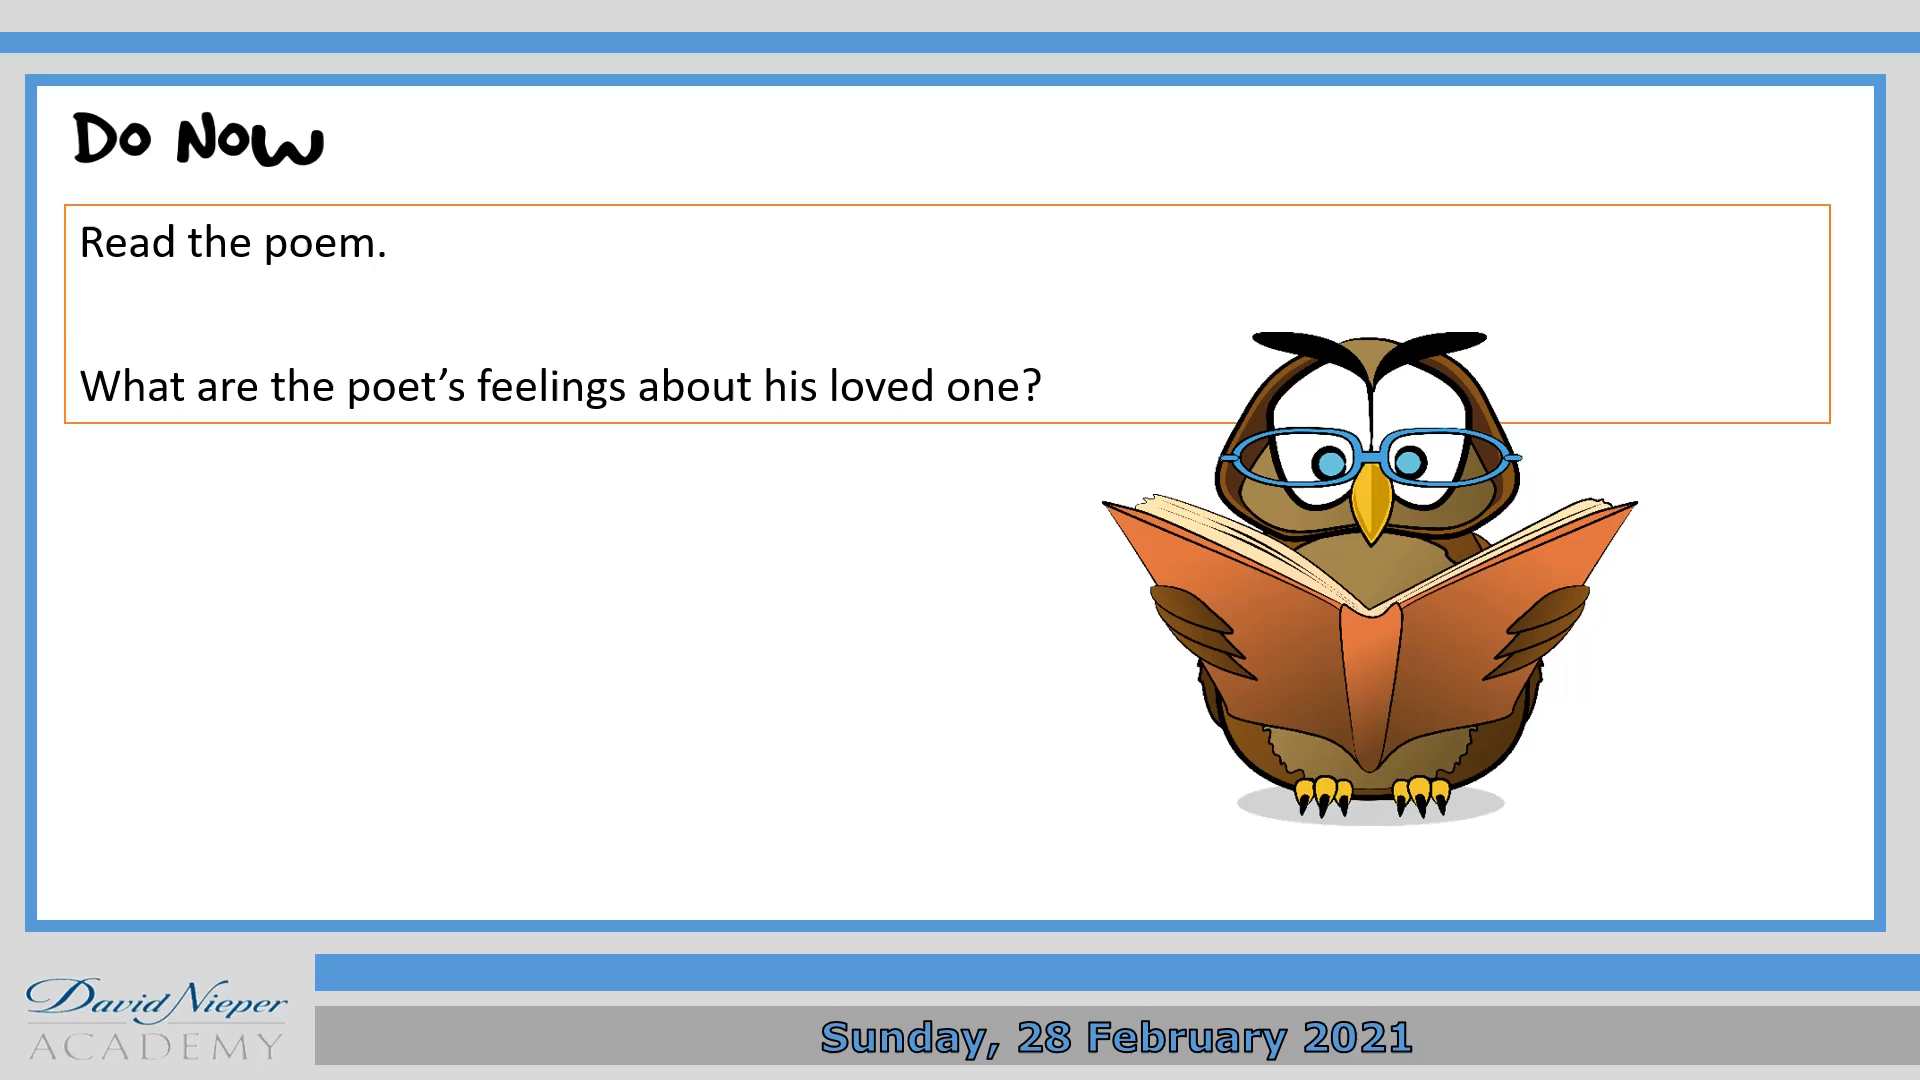 Do Now
Read the poem.
What are the poet’s feelings about his loved one?
David Nieper
ACADEMY
Sunday, 28 February 2021